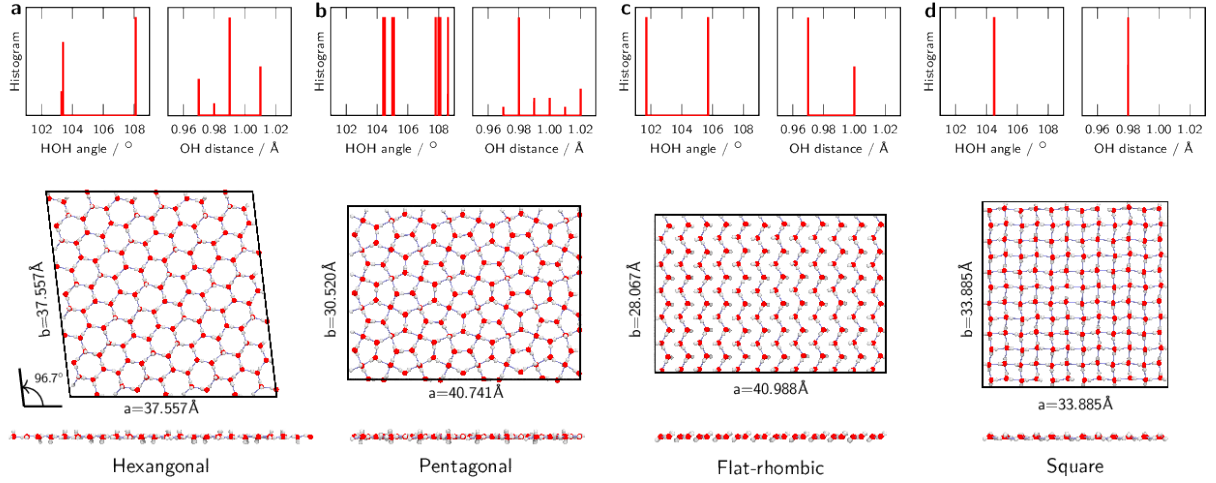 a
Histogram
102 104 106 108
HOH angle / °
0.96 0.98 1.00 1.02
OH distance / Å
b
Histogram
102 104 106 108
HOH angle / °
0.96 0.98 1.00 1.02
OH distance / Å
c
Histogram
102 104 106 108
HOH angle / °
0.96 0.98 1.00 1.02
OH distance / Å
d
Histogram
102 104 106 108
HOH angle / °
0.96 0.98 1.00 1.02
OH distance / Å
b=37.557Å
96.7°
a=37.557Å
Hexangonal
b=30.520Å
a=40.741Å
Pentagonal
b=28.067Å
a=40.988Å
Flat-rhombic
b=33.885Å
a=33.885Å
Square